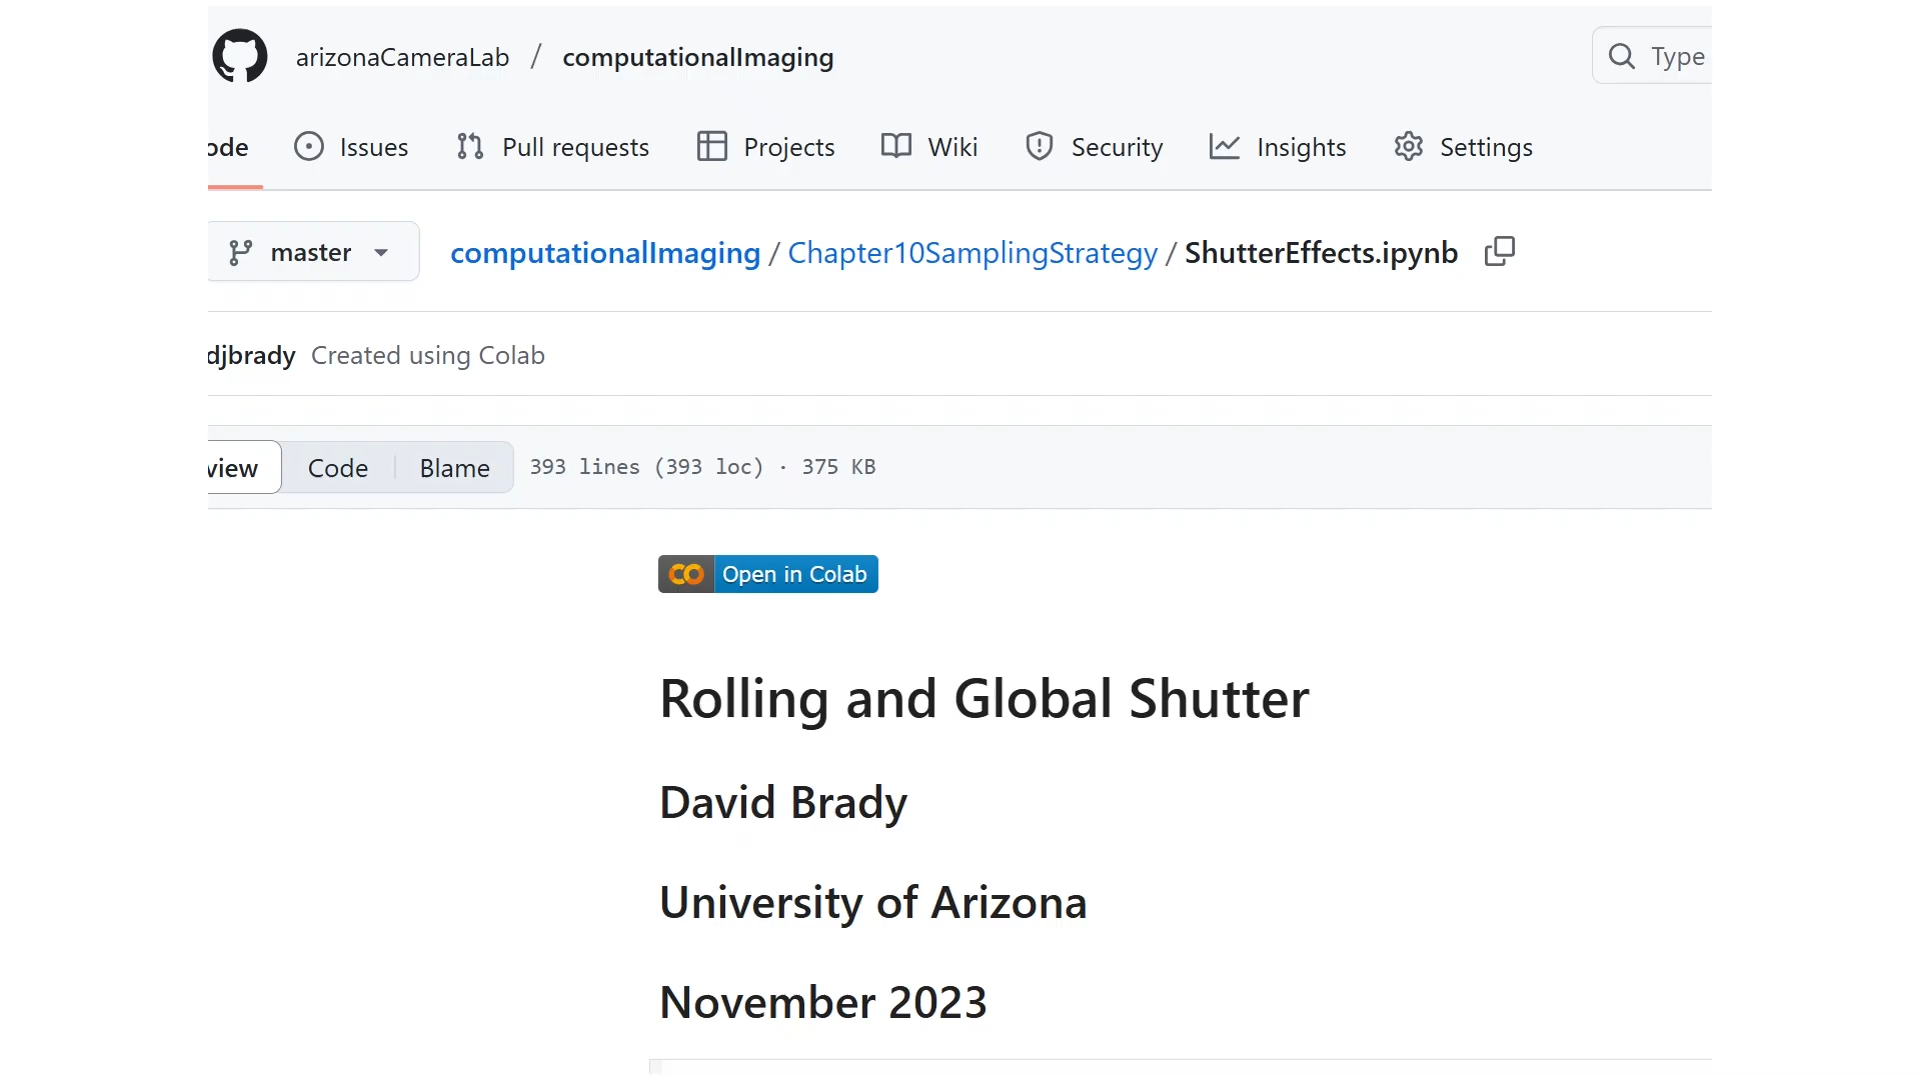 arizonaCameraLab / computationalImaging
Type
ode Issues Pull requests Projects Wiki Security Insights Settings
master computationalImaging / Chapter10SamplingStrategy / ShutterEffects.ipynb
djbrady Created using Colab
view Code Blame 393 lines (393 loc) · 375 KB
Open in Colab
Rolling and Global Shutter
David Brady
University of Arizona
November 2023